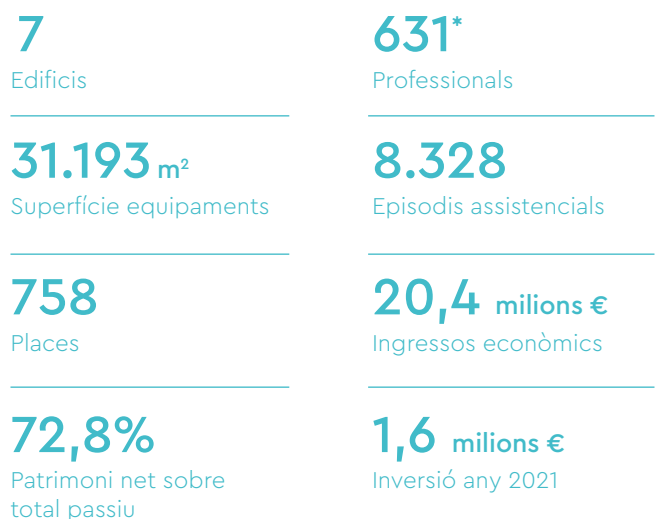 7
Edificis
631*
Professionals
31.193 m²
Superfície equipaments
8.328
Episodis assistencials
758
Places
20,4 milions €
Ingressos econòmics
72,8%
Patrimoni net sobre
total passiu
1,6 milions €
Inversió any 2021